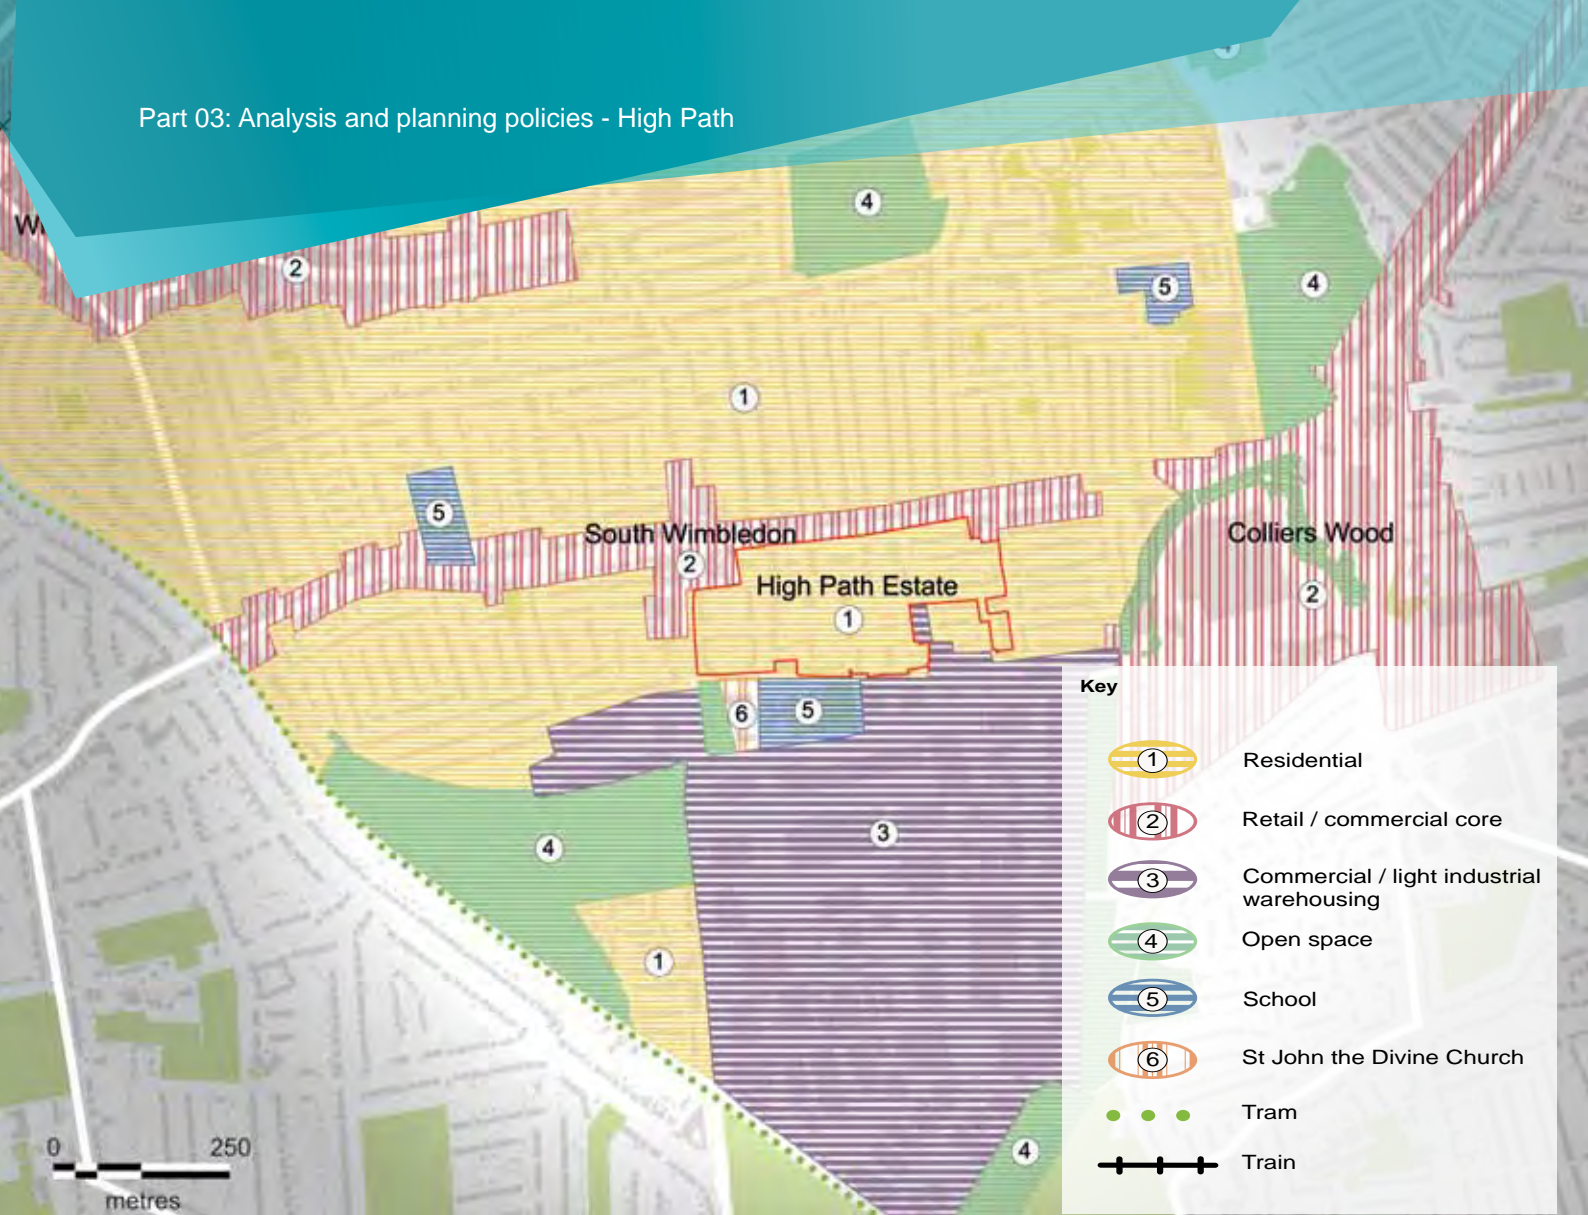 Part 03: Analysis and planning policies - High Path
4
4
W
2
5
4
1
5
South Wimbledon
2
Colliers Wood
High Path Estate
1
2
6
5
4
3
1
4
Key
1 Residential
2 Retail / commercial core
3 Commercial / light industrial
warehousing
4 Open space
5 School
6 St John the Divine Church
Tram
Train
0 250
metres